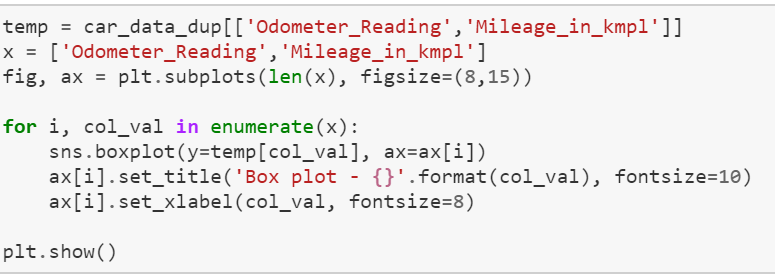 temp = car_data_dup[['Odometer_Reading','Mileage_in_kmpl']]
x = ['Odometer_Reading','Mileage_in_kmpl']
fig, ax = plt.subplots(len(x), figsize=(8,15))

for i, col_val in enumerate(x):
    sns.boxplot(y=temp[col_val], ax=ax[i])
    ax[i].set_title('Box plot - {}'.format(col_val), fontsize=10)
    ax[i].set_xlabel(col_val, fontsize=8)

plt.show()